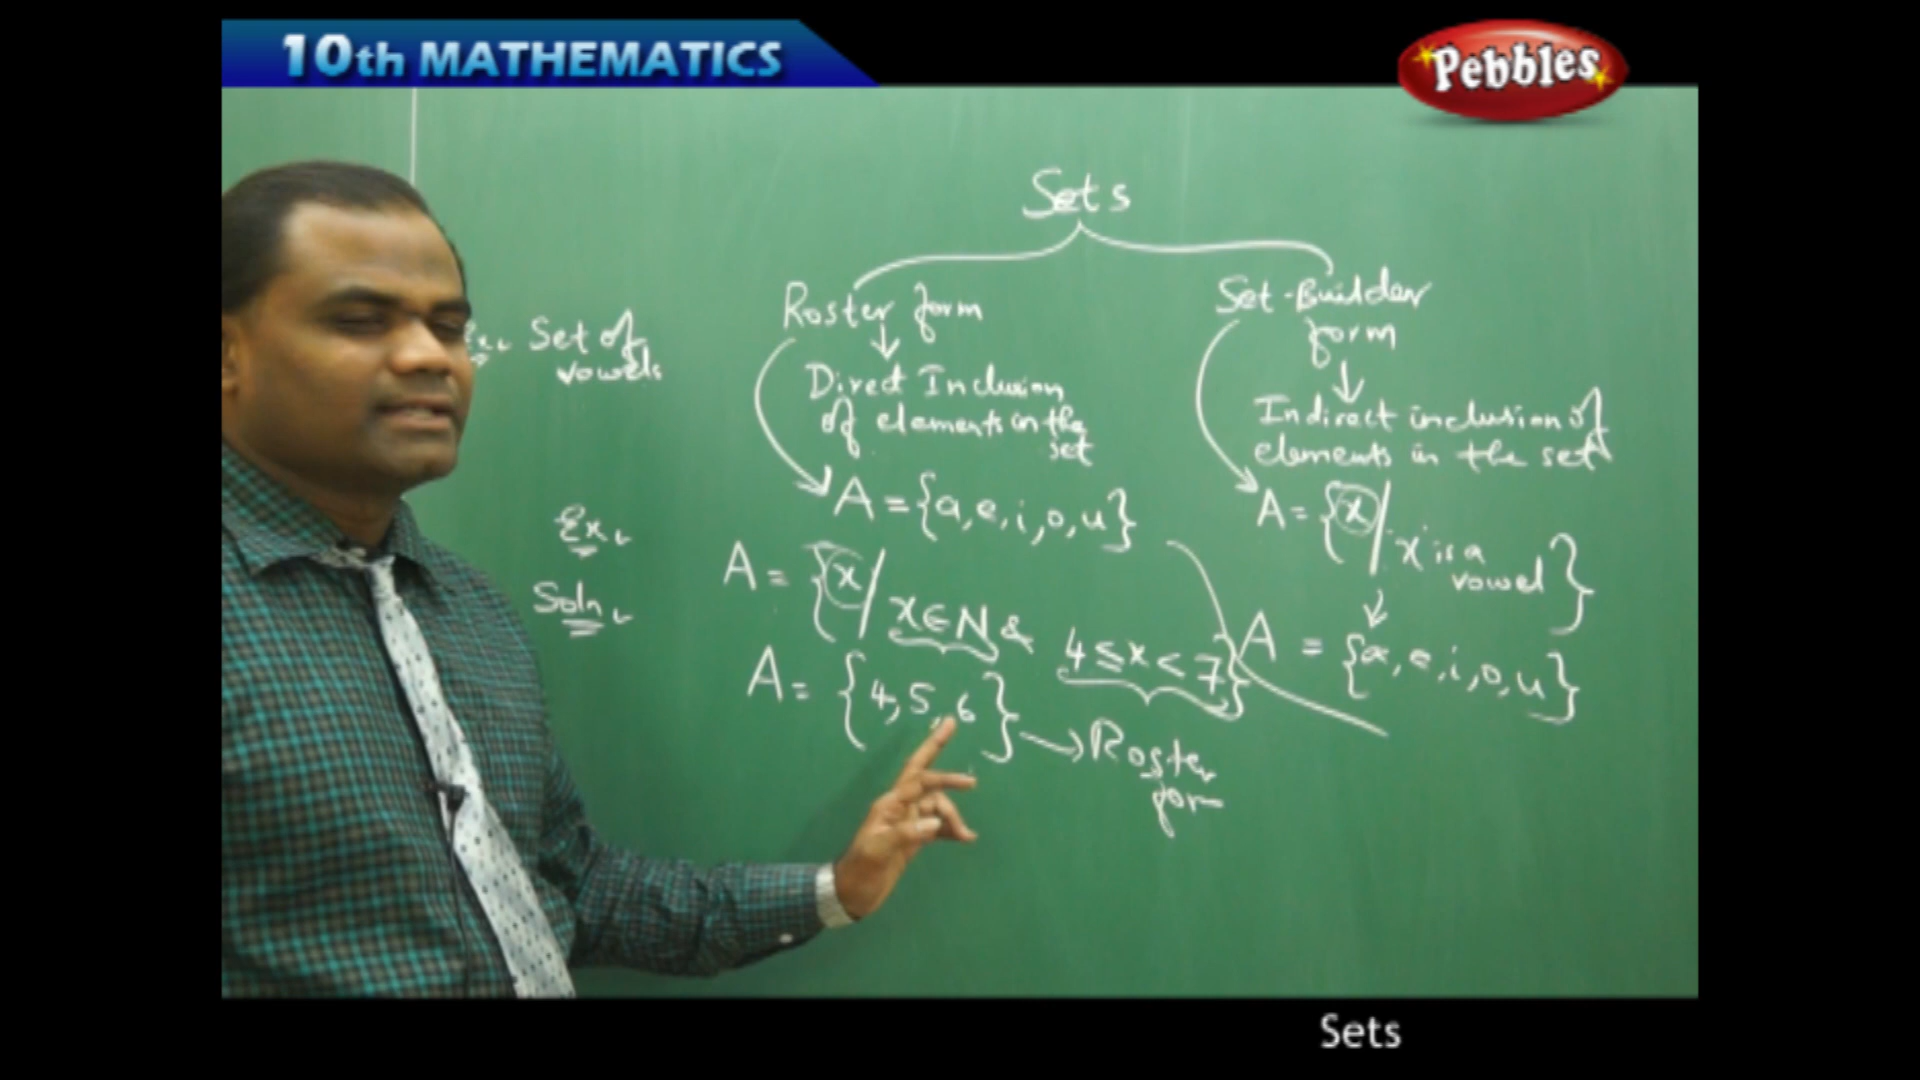 10th MATHEMATICS
Pebbles
Sets
Roster form
Direct Inclusion
of elements in the
set
A = {a, e, i, o, u}
Set-Builder
form
Indirect inclusion of
elements in the set
A = {x / 'x' is a
vowel}
A = {a, e, i, o, u}
Ex. Set of
vowels
Ex.
A = {x / x ∈ N & 4 ≤ x < 7}
Soln.
A = {4, 5, 6} → Roster
form
Sets